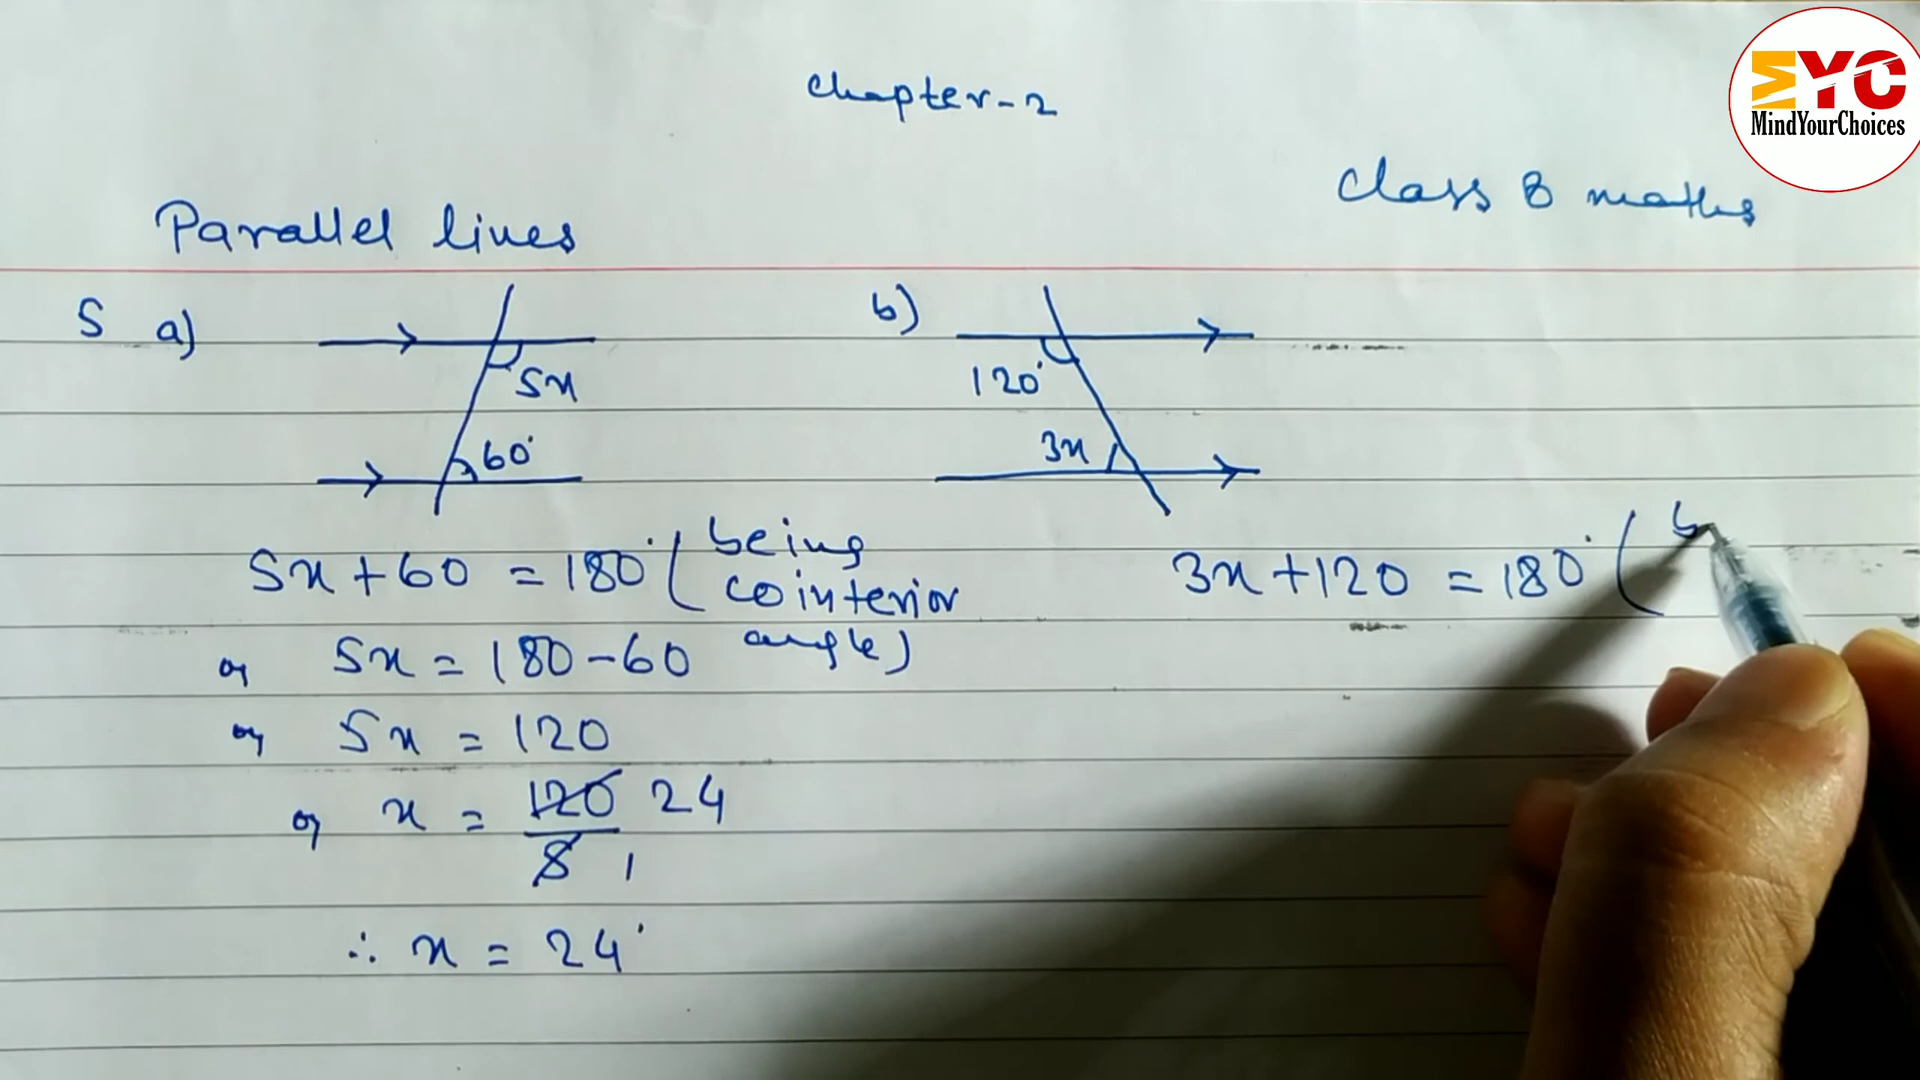 MYC
MindYourChoices
Chapter-2
Class 8 maths
Parallel lines
5 a)
5x
60°
b)
120°
3x
5x+60 = 180° (being cointerior angle)
or 5x = 180-60
or 5x = 120
or x = 120/5 24 1
∴ x = 24°
3x+120 = 180° (b